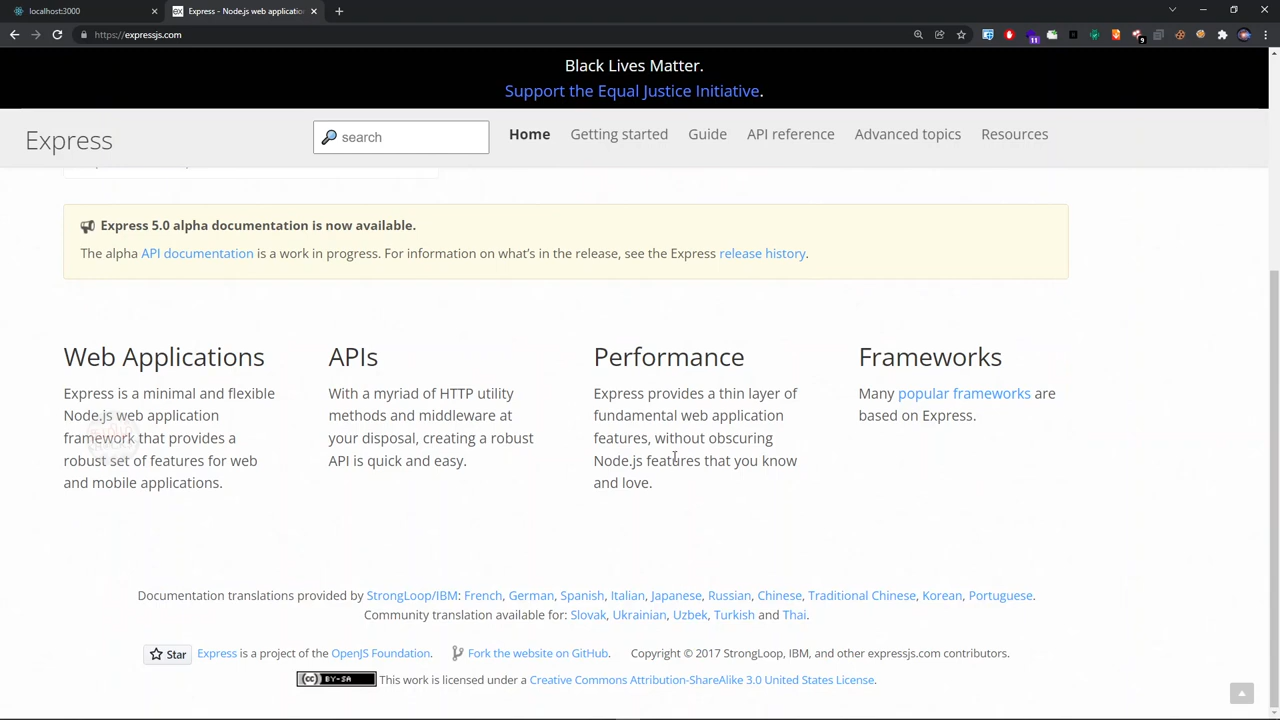 localhost:3000
Express - Node.js web applicatio
https://expressjs.com
11
9
Black Lives Matter.
Support the Equal Justice Initiative.
Express
search
Home
Getting started
Guide
API reference
Advanced topics
Resources
Express 5.0 alpha documentation is now available.
The alpha API documentation is a work in progress. For information on what's in the release, see the Express release history.
Web Applications
Express is a minimal and flexible
Node.js web application
framework that provides a
robust set of features for web
and mobile applications.
APIs
With a myriad of HTTP utility
methods and middleware at
your disposal, creating a robust
API is quick and easy.
Performance
Express provides a thin layer of
fundamental web application
features, without obscuring
Node.js features that you know
and love.
Frameworks
Many popular frameworks are
based on Express.
Documentation translations provided by StrongLoop/IBM: French, German, Spanish, Italian, Japanese, Russian, Chinese, Traditional Chinese, Korean, Portuguese.
Community translation available for: Slovak, Ukrainian, Uzbek, Turkish and Thai.
Star
Express is a project of the OpenJS Foundation.
Fork the website on GitHub.
Copyright © 2017 StrongLoop, IBM, and other expressjs.com contributors.
cc BY-SA
This work is licensed under a Creative Commons Attribution-ShareAlike 3.0 United States License.